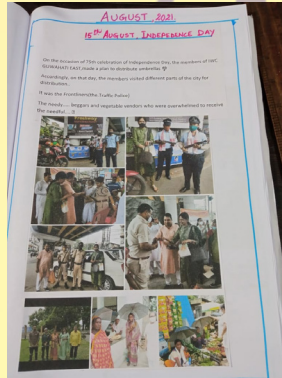 AUGUST, 2021.
15TH AUGUST, INDEPENDENCE DAY
On the occasion of 75th celebration of Independence Day, the members of IWC
GUWAHATI EAST, made a plan to distribute umbrellas
Accordingly, on that day, the members visited different parts of the city for
distribution.
It was the Frontliners(the Traffic Police)
The needy.... beggars and vegetable vendors who were overwhelmed to receive
the needful....!!